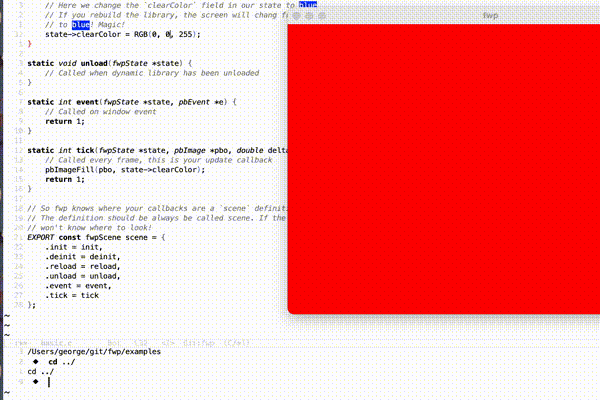 // Here we change the `clearColor` field in our state to blue
// If you rebuild the library, the screen will chang f
// to blue! Magic!
state->clearColor = RGB(0, 0, 255);
}
static void unload(fwpState *state) {
// Called when dynamic library has been unloaded
}
static int event(fwpState *state, pbEvent *e) {
// Called on window event
return 1;
}
static int tick(fwpState *state, pbImage *pbo, double delta
// Called every frame, this is your update callback
pbImageFill(pbo, state->clearColor);
return 1;
}
// So fwp knows where your callbacks are a `scene` definiti
// The definition should be always be called scene. If the
// won't know where to look!
EXPORT const fwpScene scene = {
.init = init,
.deinit = deinit,
.reload = reload,
.unload = unload,
.event = event,
.tick = tick
};
~
~
~
fwp
/Users/george/git/fwp/examples
◆ cd ../
cd ../
◆
~